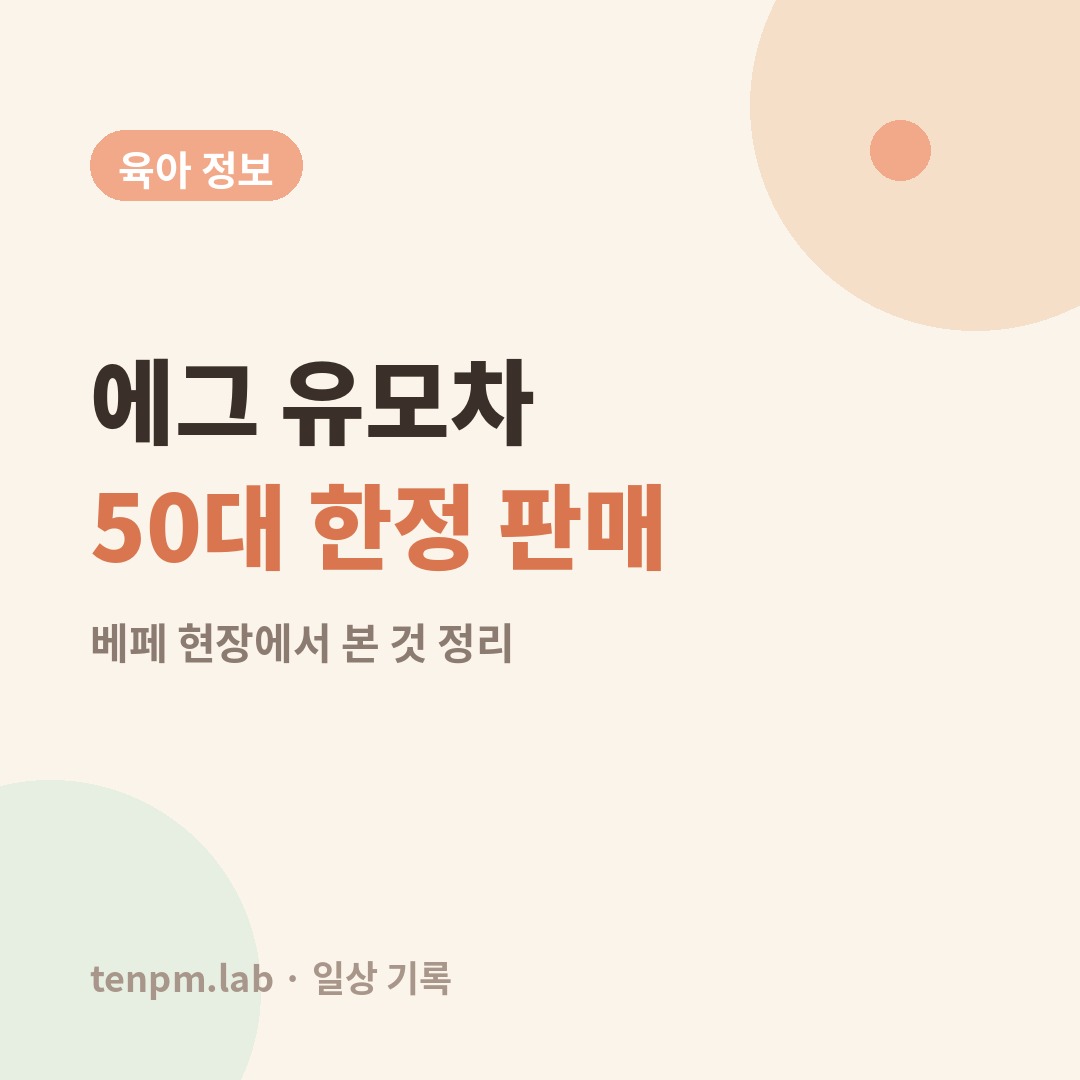 육아 정보
에그 유모차
50대 한정 판매
베페 현장에서 본 것 정리
tenpm.lab · 일상 기록